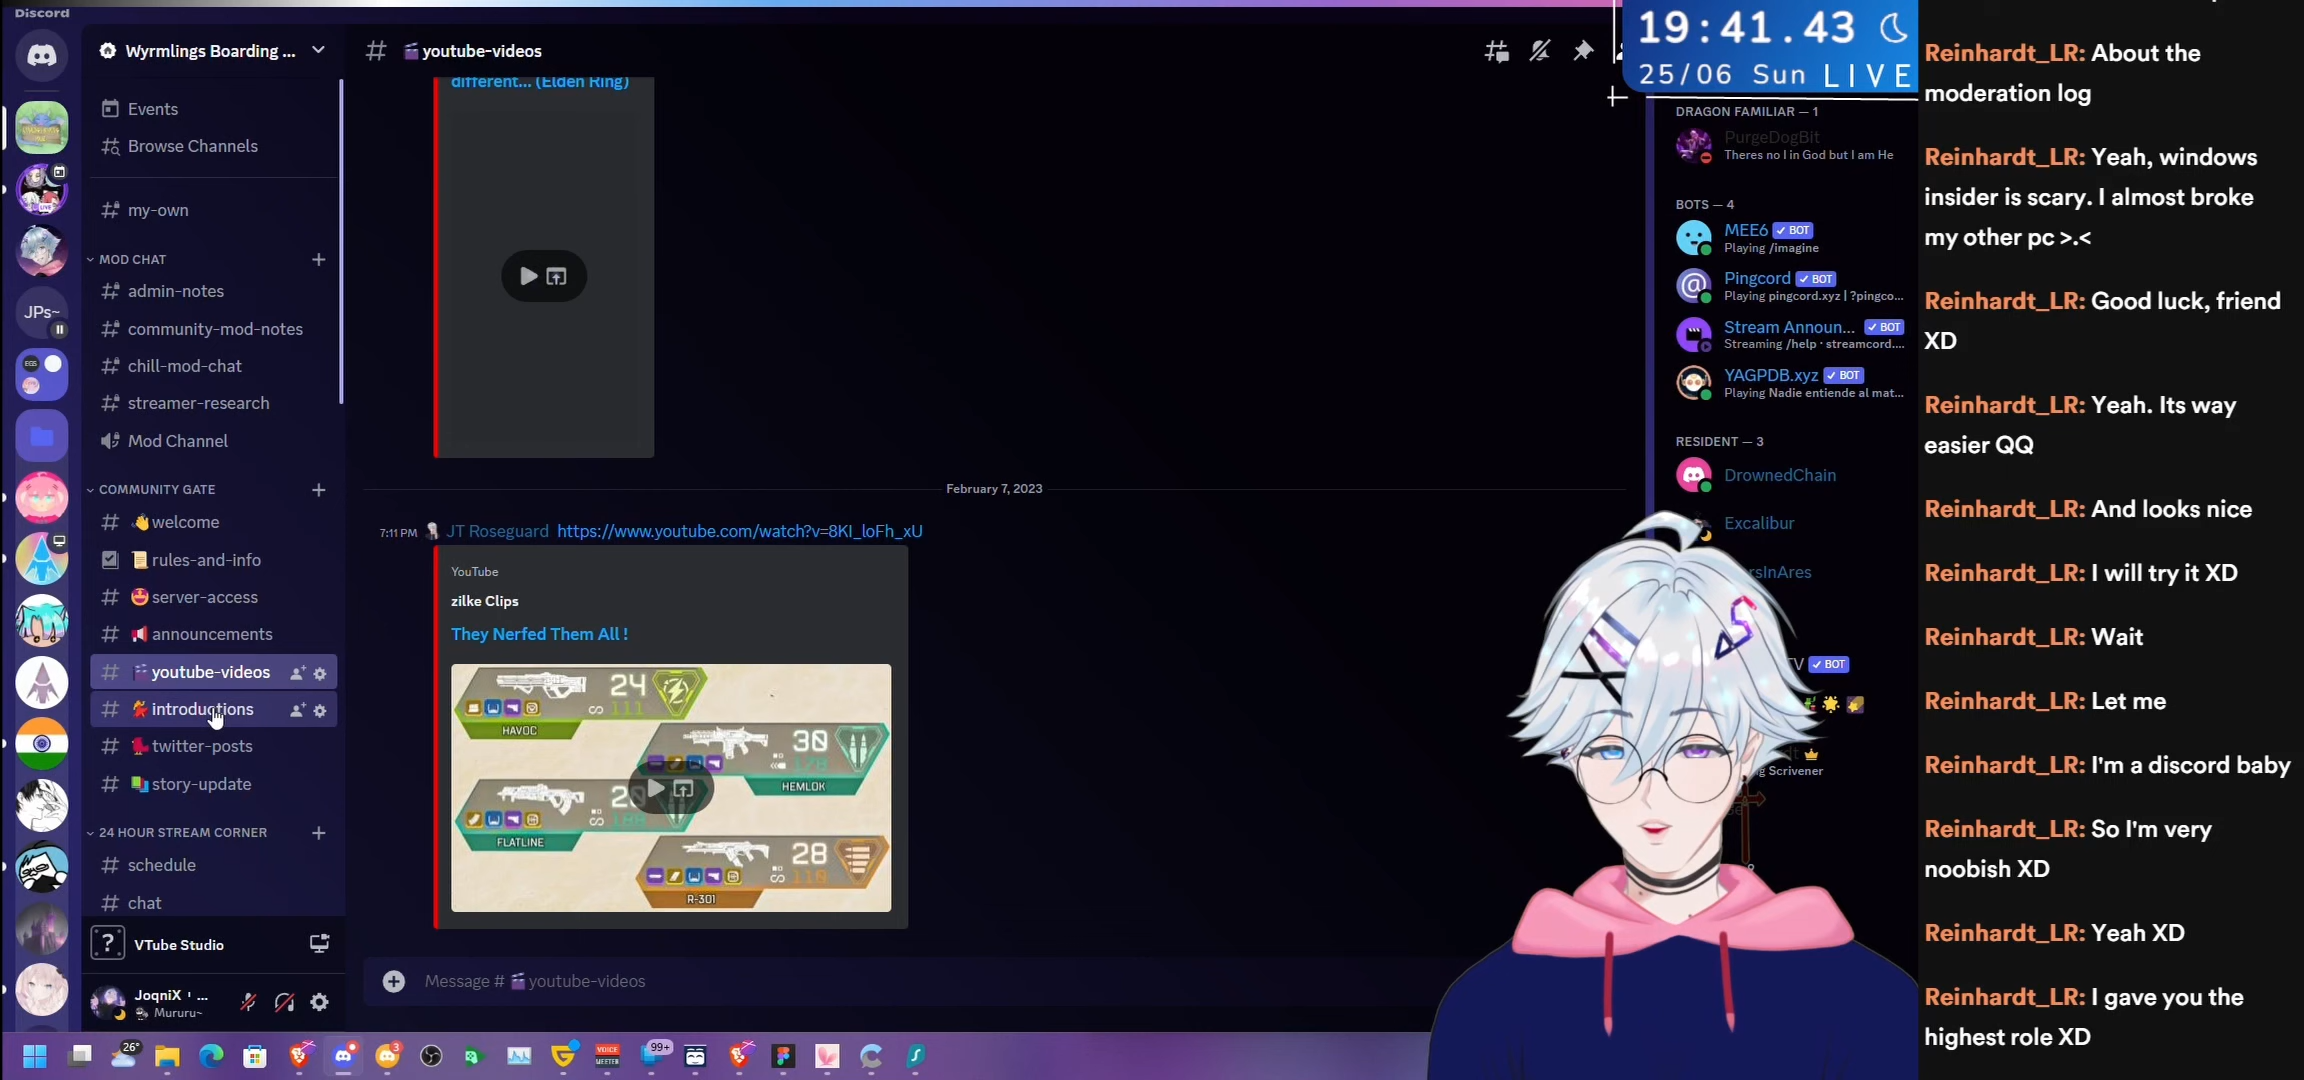 Discord
Wyrmlings Boarding ...
Events
Browse Channels
my-own
MOD CHAT
admin-notes
community-mod-notes
chill-mod-chat
streamer-research
Mod Channel
COMMUNITY GATE
welcome
rules-and-info
server-access
announcements
youtube-videos
introductions
twitter-posts
story-update
24 HOUR STREAM CORNER
schedule
chat
VTube Studio
JoqniX
Mururu~
JPs~
EGS
youtube-videos
different... (Elden Ring)
February 7, 2023
7:11 PM JT Roseguard https://www.youtube.com/watch?v=8KI_loFh_xU
YouTube
zilke Clips
They Nerfed Them All !
24
111
HAVOC
30
HEMLOK
FLATLINE
28
R-301
Message # youtube-videos
19:41.43
25/06 Sun LIVE
DRAGON FAMILIAR — 1
PurgeDogBit
Theres no I in God but I am He
BOTS — 4
MEE6 BOT
Playing /imagine
Pingcord BOT
Playing pingcord.xyz | ?pingco...
Stream Announ... BOT
Streaming /help · streamcord....
YAGPDB.xyz BOT
Playing Nadie entiende al mat...
RESIDENT — 3
DrownedChain
Excalibur
rsInAres
BOT
Scrivener
Reinhardt_LR: About the
moderation log
Reinhardt_LR: Yeah, windows
insider is scary. I almost broke
my other pc >.<
Reinhardt_LR: Good luck, friend
XD
Reinhardt_LR: Yeah. Its way
easier QQ
Reinhardt_LR: And looks nice
Reinhardt_LR: I will try it XD
Reinhardt_LR: Wait
Reinhardt_LR: Let me
Reinhardt_LR: I'm a discord baby
Reinhardt_LR: So I'm very
noobish XD
Reinhardt_LR: Yeah XD
Reinhardt_LR: I gave you the
highest role XD
26°
VOICE
MEETER
99+
3